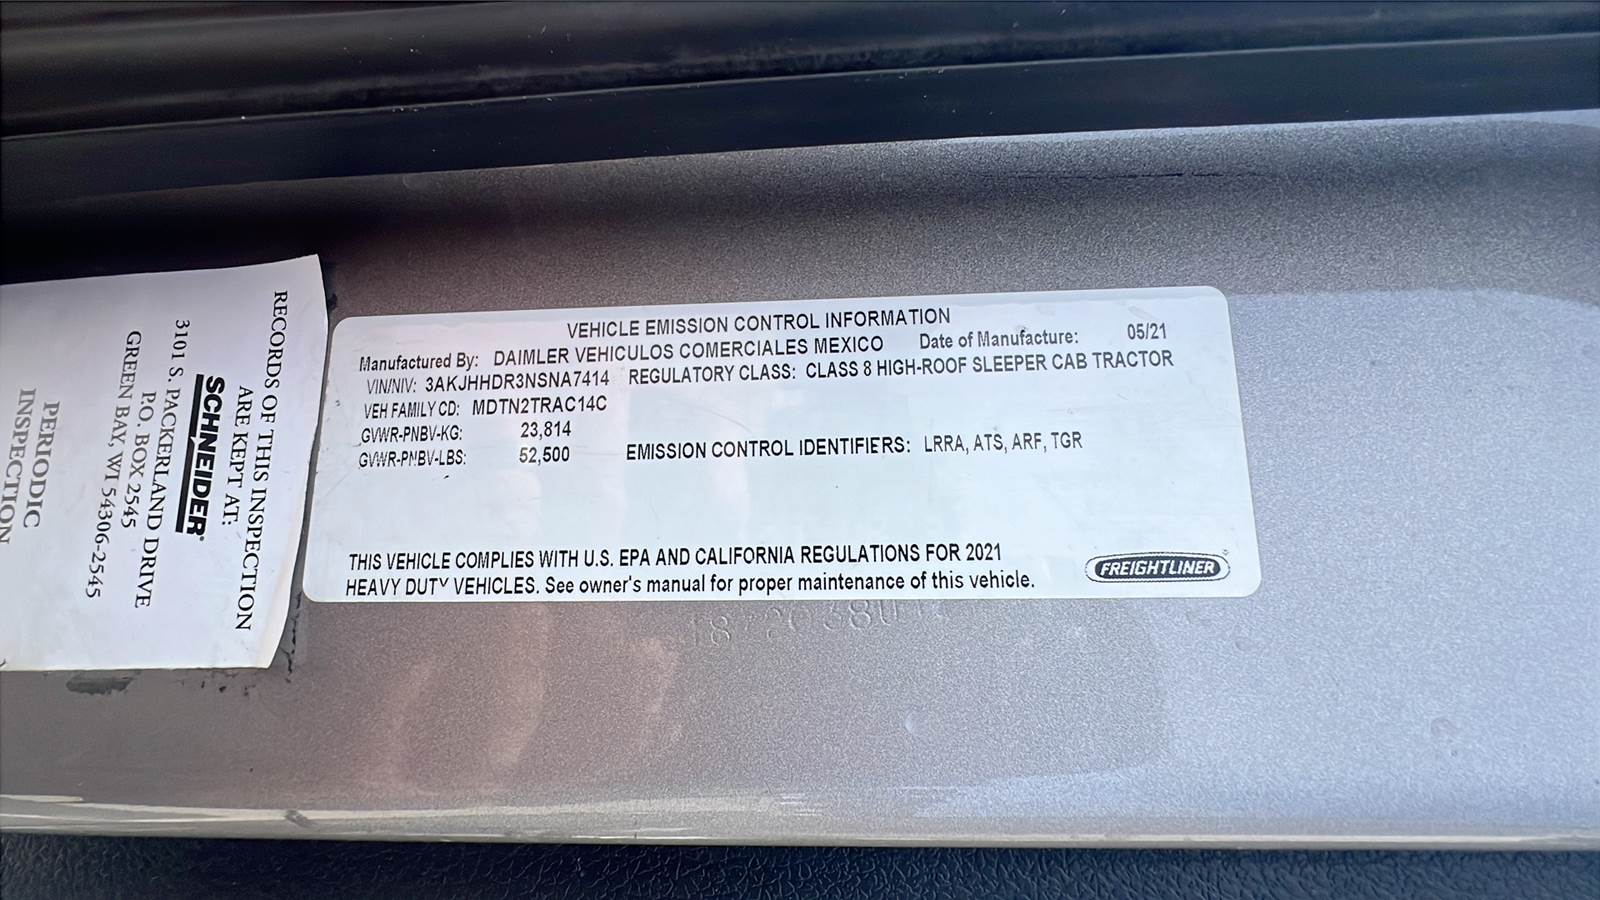 RECORDS OF THIS INSPECTION
ARE KEPT AT:
SCHNEIDER
3101 S. PACKERLAND DRIVE
P.O. BOX 2545
GREEN BAY, WI 54306-2545
PERIODIC
INSPECTION
VEHICLE EMISSION CONTROL INFORMATION
Manufactured By: DAIMLER VEHICULOS COMERCIALES MEXICO Date of Manufacture: 05/21
VIN/NIV: 3AKJHHDR3NSNA7414 REGULATORY CLASS: CLASS 8 HIGH-ROOF SLEEPER CAB TRACTOR
VEH FAMILY CD: MDTN2TRAC14C
GVWR-PNBV-KG: 23,814
GVWR-PNBV-LBS: 52,500 EMISSION CONTROL IDENTIFIERS: LRRA, ATS, ARF, TGR
THIS VEHICLE COMPLIES WITH U.S. EPA AND CALIFORNIA REGULATIONS FOR 2021
HEAVY DUTY VEHICLES. See owner's manual for proper maintenance of this vehicle.
FREIGHTLINER